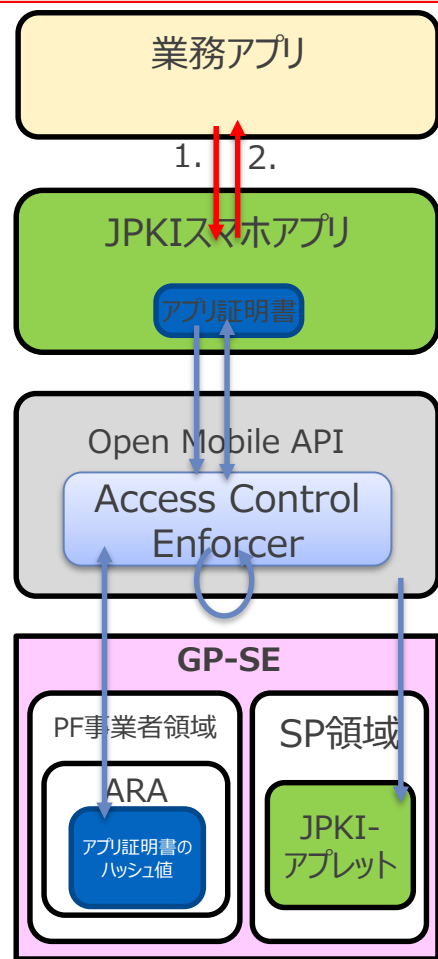 業務アプリ
1.
2.
JPKIスマホアプリ
アプリ証明書
Open Mobile API
Access Control
Enforcer
GP-SE
PF事業者領域
SP領域
ARA
アプリ証明書の
ハッシュ値
JPKI-
アプレット